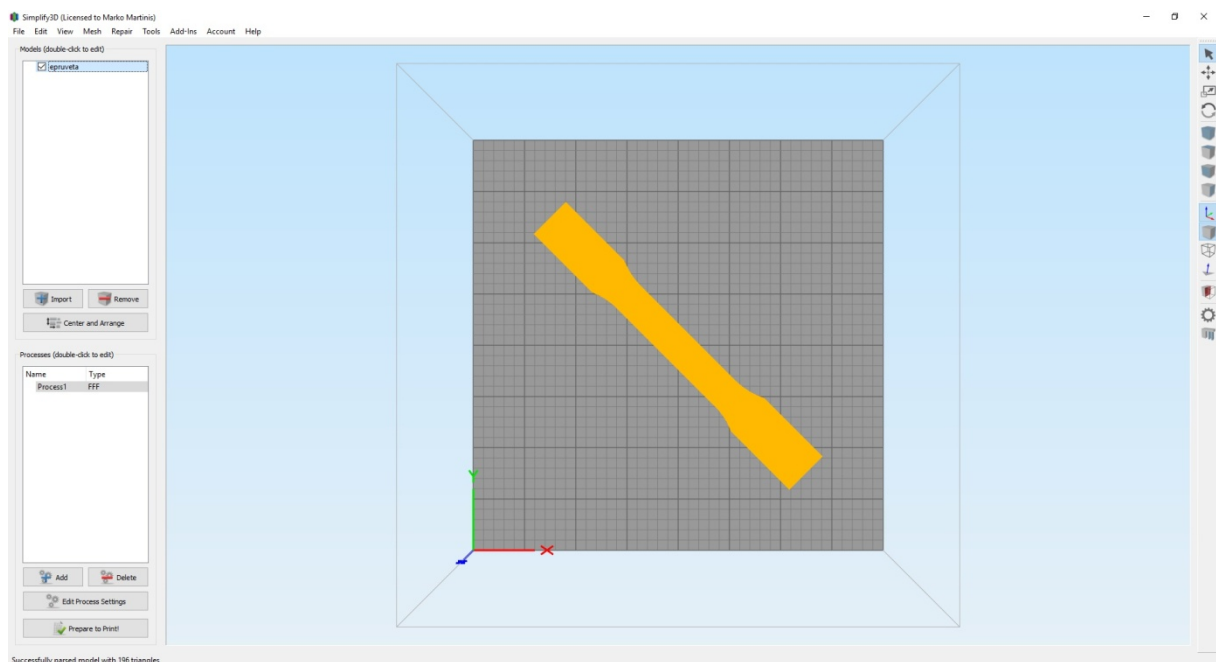 Simplify3D (Licensed to Marko Martinis)
File Edit View Mesh Repair Tools Add-Ins Account Help
Models (double-click to edit)
epruveta
Import Remove
Center and Arrange
Processes (double-click to edit)
Name Type
Process1 FFF
Add Delete
Edit Process Settings
Prepare to Print!
Successfully parsed model with 196 triangles